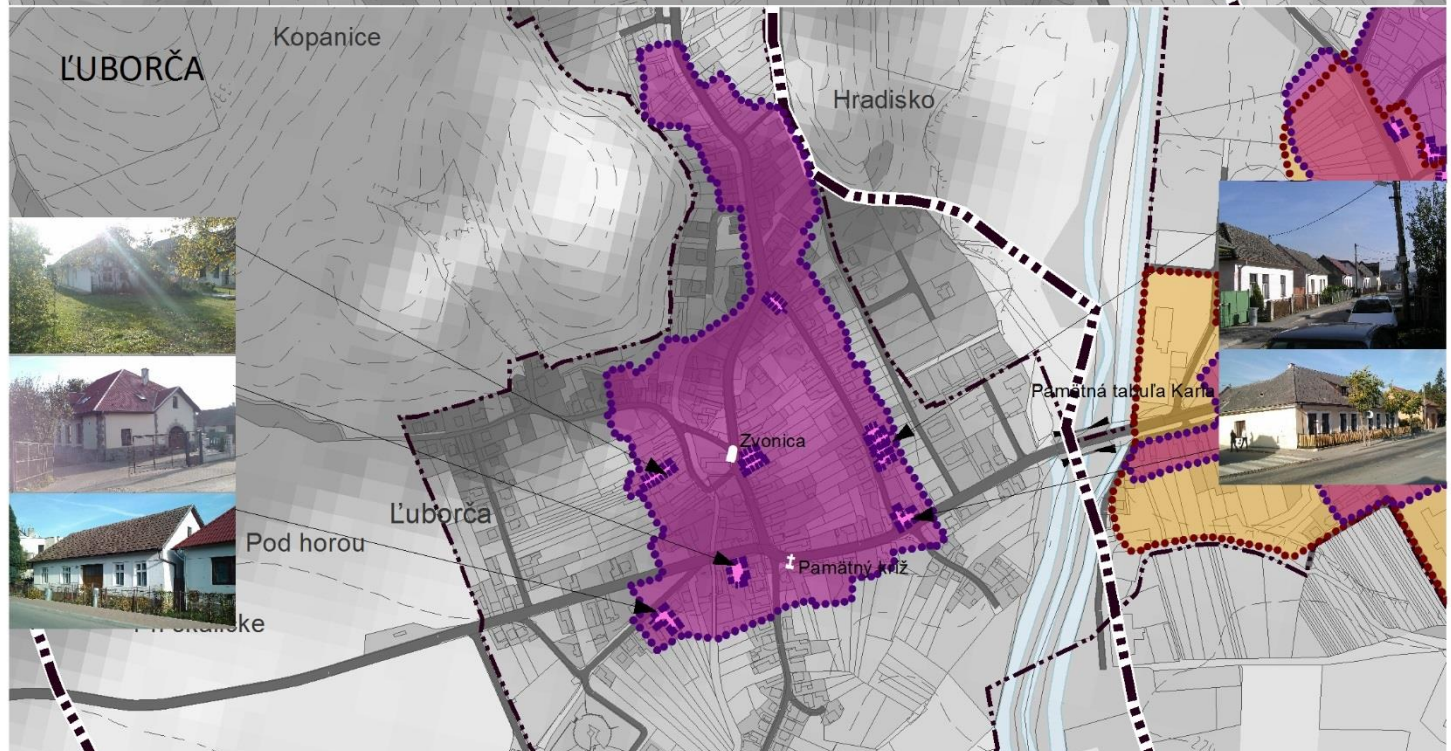 Kopanice
ĽUBORČA
Hradisko
Pamätná tabuľa Karla
Zvonica
Ľuborča
Pod horou
Pamätný kríž